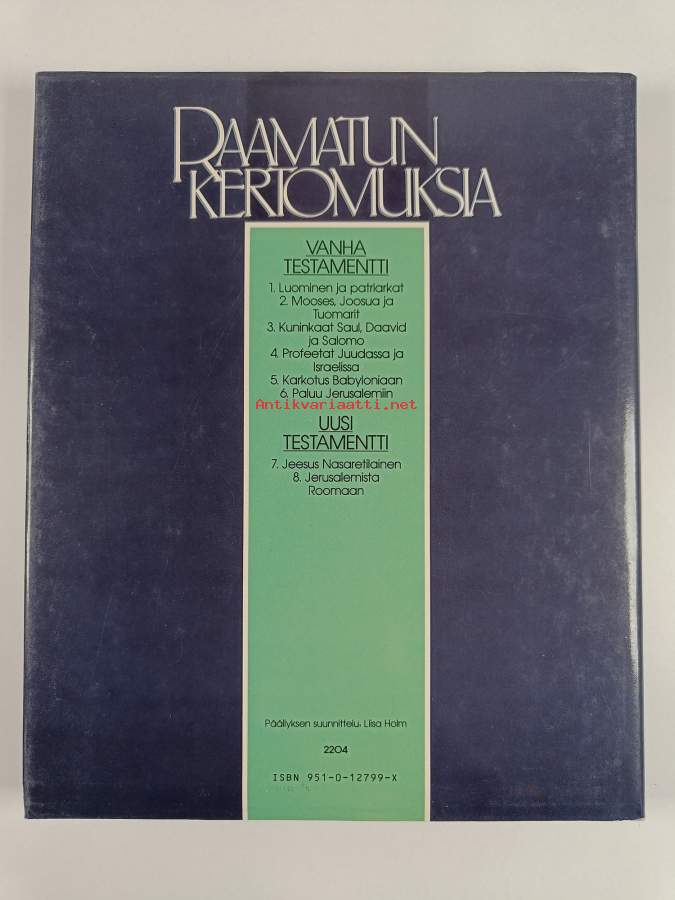 RAAMATUN
KERTOMUKSIA
VANHA
TESTAMENTTI
1. Luominen ja patriarkat
2. Mooses, Joosua ja
Tuomarit
3. Kuninkaat Saul, Daavid
ja Salomo
4. Profeetat Juudassa ja
Israelissa
5. Karkotus Babyloniaan
6. Paluu Jerusalemiin
Antikvariaatti.net
UUSI
TESTAMENTTI
7. Jeesus Nasaretilainen
8. Jerusalemista
Roomaan
Päällyksen suunnittelu, Liisa Holm
2204
ISBN 951-0-12799-X